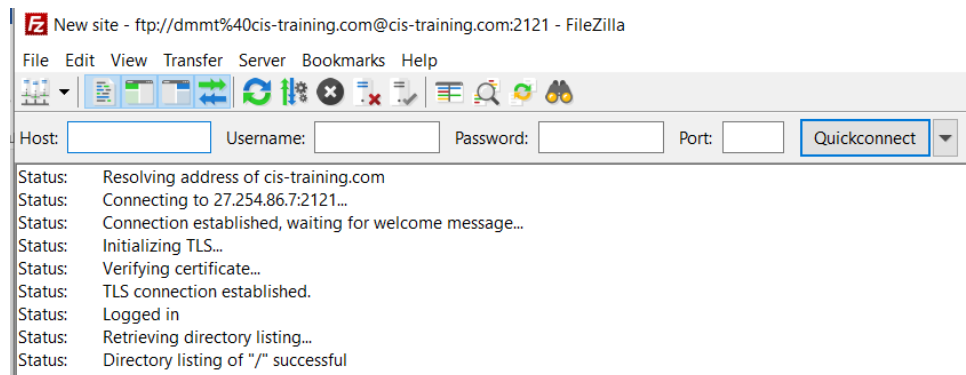 Fz New site - ftp://dmmt%40cis-training.com@cis-training.com:2121 - FileZilla
File Edit View Transfer Server Bookmarks Help
Host: Username: Password: Port: Quickconnect
Status: Resolving address of cis-training.com
Status: Connecting to 27.254.86.7:2121...
Status: Connection established, waiting for welcome message...
Status: Initializing TLS...
Status: Verifying certificate...
Status: TLS connection established.
Status: Logged in
Status: Retrieving directory listing...
Status: Directory listing of "/" successful